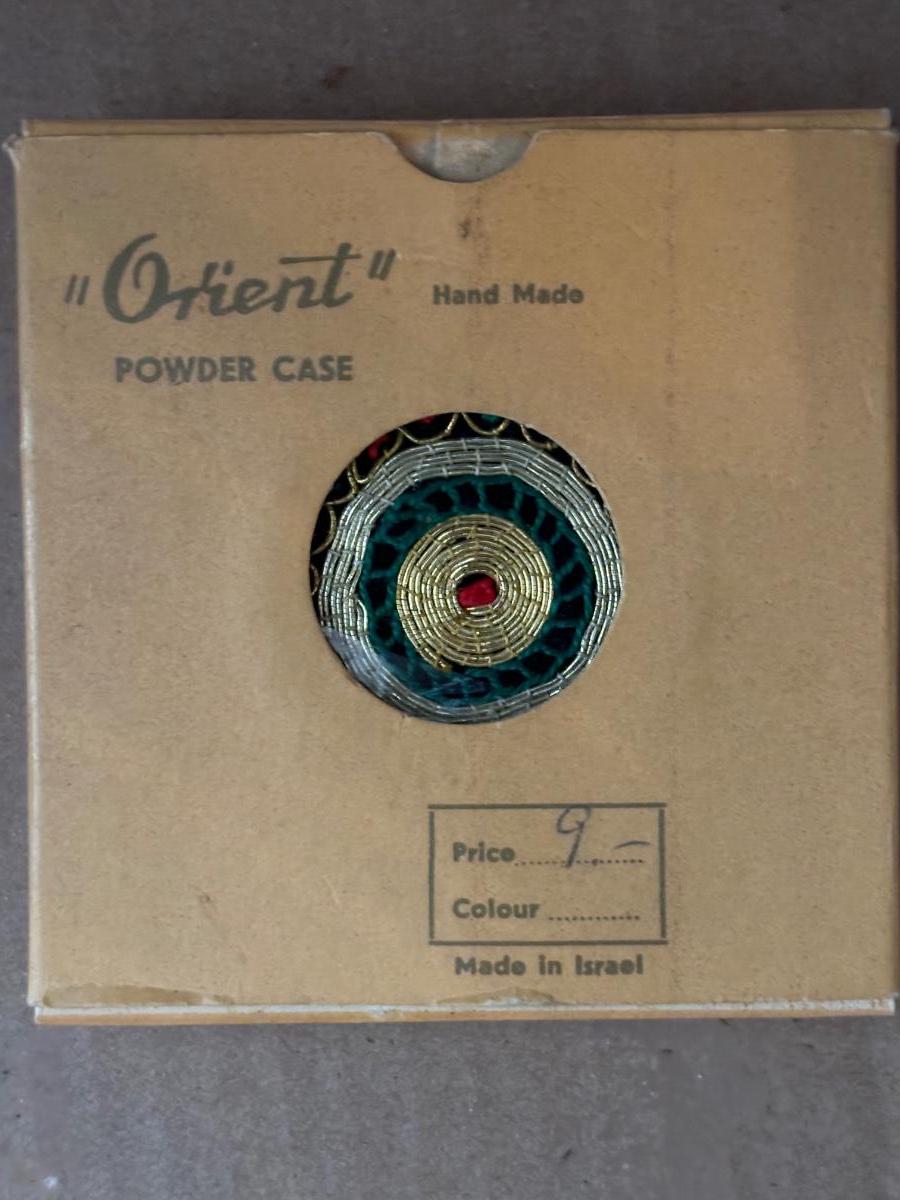 "Orient" Hand Made
POWDER CASE
Price 9.—
Colour ............
Made in Israel